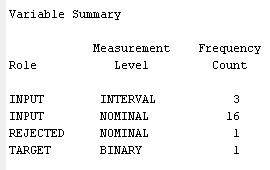 Variable Summary
Measurement Frequency
Role Level Count
INPUT INTERVAL 3
INPUT NOMINAL 16
REJECTED NOMINAL 1
TARGET BINARY 1